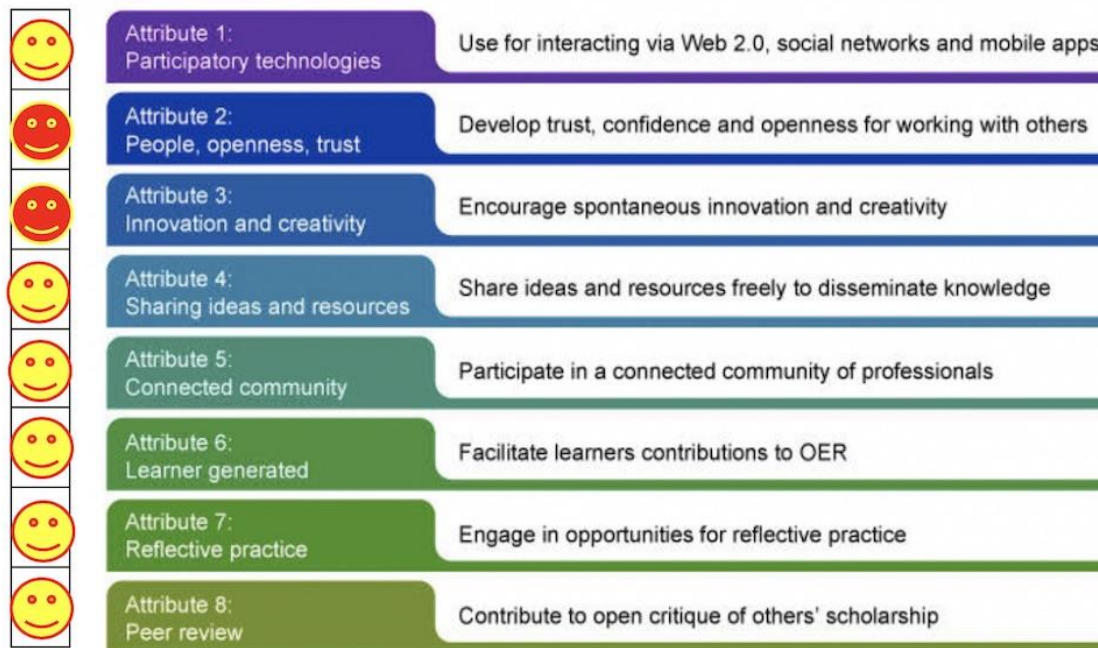 Attribute 1:
Participatory technologies
Use for interacting via Web 2.0, social networks and mobile apps
Attribute 2:
People, openness, trust
Develop trust, confidence and openness for working with others
Attribute 3:
Innovation and creativity
Encourage spontaneous innovation and creativity
Attribute 4:
Sharing ideas and resources
Share ideas and resources freely to disseminate knowledge
Attribute 5:
Connected community
Participate in a connected community of professionals
Attribute 6:
Learner generated
Facilitate learners contributions to OER
Attribute 7:
Reflective practice
Engage in opportunities for reflective practice
Attribute 8:
Peer review
Contribute to open critique of others' scholarship